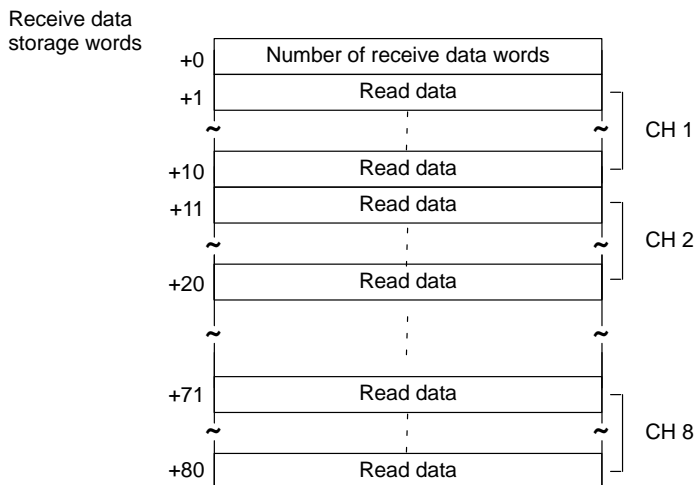 Receive data
storage words
+0 Number of receive data words
+1 Read data
CH 1
+10 Read data
+11 Read data
CH 2
+20 Read data
+71 Read data
CH 8
+80 Read data